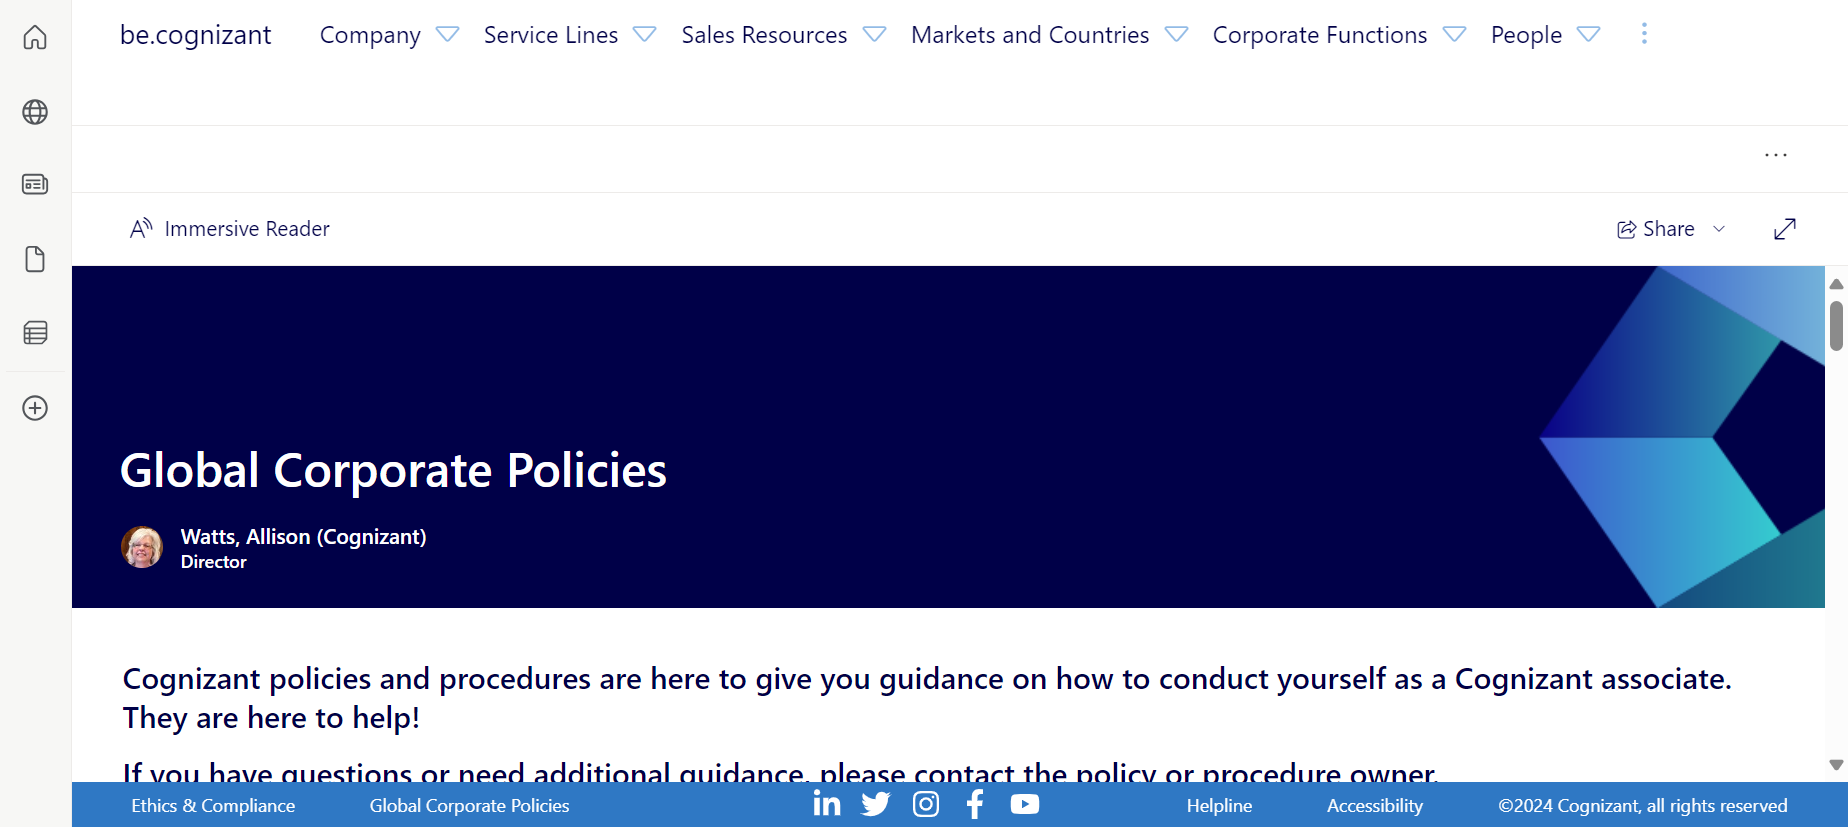 be.cognizant Company Service Lines Sales Resources Markets and Countries Corporate Functions People
Immersive Reader Share
Global Corporate Policies
Watts, Allison (Cognizant)
Director
Cognizant policies and procedures are here to give you guidance on how to conduct yourself as a Cognizant associate.
They are here to help!
If you have questions or need additional guidance, please contact the policy or procedure owner.
Ethics & Compliance Global Corporate Policies Helpline Accessibility ©2024 Cognizant, all rights reserved